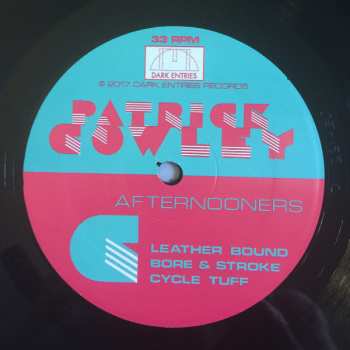 33 RPM
DARK ENTRIES
© 2017 DARK ENTRIES RECORDS
PATRICK
COWLEY
AFTERNOONERS
C
LEATHER BOUND
BORE & STROKE
CYCLE TUFF